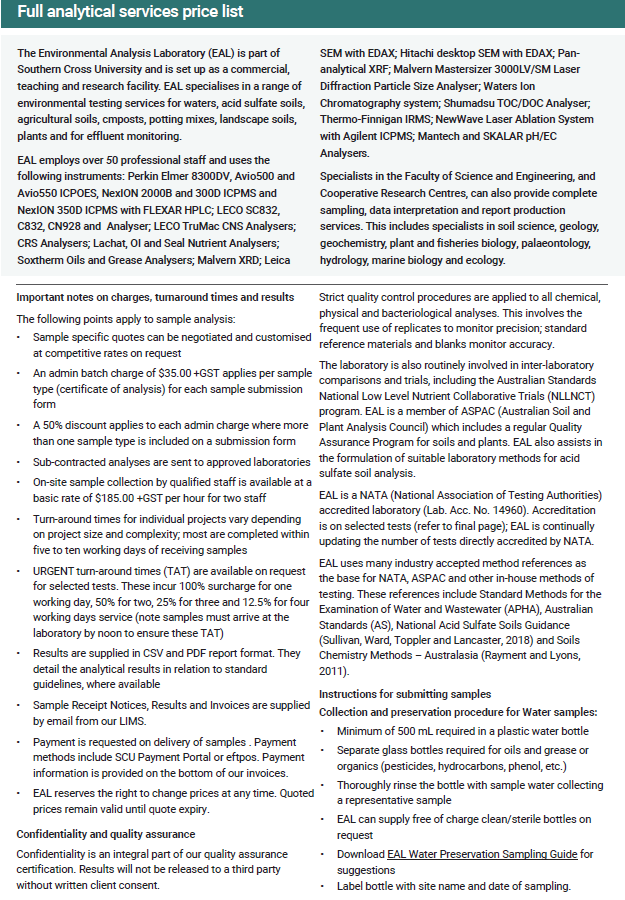 Full analytical services price list
The Environmental Analysis Laboratory (EAL) is part of
Southern Cross University and is set up as a commercial,
teaching and research facility. EAL specialises in a range of
environmental testing services for waters, acid sulfate soils,
agricultural soils, cmposts, potting mixes, landscape soils,
plants and for effluent monitoring.
EAL employs over 50 professional staff and uses the
following instruments: Perkin Elmer 8300DV, Avio500 and
Avio550 ICPOES, NexION 2000B and 300D ICPMS and
NexION 350D ICPMS with FLEXAR HPLC; LECO SC832,
C832, CN928 and Analyser; LECO TruMac CNS Analysers;
CRS Analysers; Lachat, OI and Seal Nutrient Analysers;
Soxtherm Oils and Grease Analysers; Malvern XRD; Leica
SEM with EDAX; Hitachi desktop SEM with EDAX; Pan-
analytical XRF; Malvern Mastersizer 3000LV/SM Laser
Diffraction Particle Size Analyser; Waters Ion
Chromatography system; Shumadsu TOC/DOC Analyser;
Thermo-Finnigan IRMS; NewWave Laser Ablation System
with Agilent ICPMS; Mantech and SKALAR pH/EC
Analysers.
Specialists in the Faculty of Science and Engineering, and
Cooperative Research Centres, can also provide complete
sampling, data interpretation and report production
services. This includes specialists in soil science, geology,
geochemistry, plant and fisheries biology, palaeontology,
hydrology, marine biology and ecology.
Important notes on charges, turnaround times and results
The following points apply to sample analysis:
• Sample specific quotes can be negotiated and customised
at competitive rates on request
• An admin batch charge of $35.00 +GST applies per sample
type (certificate of analysis) for each sample submission
form
• A 50% discount applies to each admin charge where more
than one sample type is included on a submission form
• Sub-contracted analyses are sent to approved laboratories
• On-site sample collection by qualified staff is available at a
basic rate of $185.00 +GST per hour for two staff
• Turn-around times for individual projects vary depending
on project size and complexity; most are completed within
five to ten working days of receiving samples
• URGENT turn-around times (TAT) are available on request
for selected tests. These incur 100% surcharge for one
working day, 50% for two, 25% for three and 12.5% for four
working days service (note samples must arrive at the
laboratory by noon to ensure these TAT)
• Results are supplied in CSV and PDF report format. They
detail the analytical results in relation to standard
guidelines, where available
• Sample Receipt Notices, Results and Invoices are supplied
by email from our LIMS.
• Payment is requested on delivery of samples . Payment
methods include SCU Payment Portal or eftpos. Payment
information is provided on the bottom of our invoices.
• EAL reserves the right to change prices at any time. Quoted
prices remain valid until quote expiry.
Confidentiality and quality assurance
Confidentiality is an integral part of our quality assurance
certification. Results will not be released to a third party
without written client consent.
Strict quality control procedures are applied to all chemical,
physical and bacteriological analyses. This involves the
frequent use of replicates to monitor precision; standard
reference materials and blanks monitor accuracy.
The laboratory is also routinely involved in inter-laboratory
comparisons and trials, including the Australian Standards
National Low Level Nutrient Collaborative Trials (NLLNCT)
program. EAL is a member of ASPAC (Australian Soil and
Plant Analysis Council) which includes a regular Quality
Assurance Program for soils and plants. EAL also assists in
the formulation of suitable laboratory methods for acid
sulfate soil analysis.
EAL is a NATA (National Association of Testing Authorities)
accredited laboratory (Lab. Acc. No. 14960). Accreditation
is on selected tests (refer to final page); EAL is continually
updating the number of tests directly accredited by NATA.
EAL uses many industry accepted method references as
the base for NATA, ASPAC and other in-house methods of
testing. These references include Standard Methods for the
Examination of Water and Wastewater (APHA), Australian
Standards (AS), National Acid Sulfate Soils Guidance
(Sullivan, Ward, Toppler and Lancaster, 2018) and Soils
Chemistry Methods – Australasia (Rayment and Lyons,
2011).
Instructions for submitting samples
Collection and preservation procedure for Water samples:
• Minimum of 500 mL required in a plastic water bottle
• Separate glass bottles required for oils and grease or
organics (pesticides, hydrocarbons, phenol, etc.)
• Thoroughly rinse the bottle with sample water collecting
a representative sample
• EAL can supply free of charge clean/sterile bottles on
request
• Download EAL Water Preservation Sampling Guide for
suggestions
• Label bottle with site name and date of sampling.